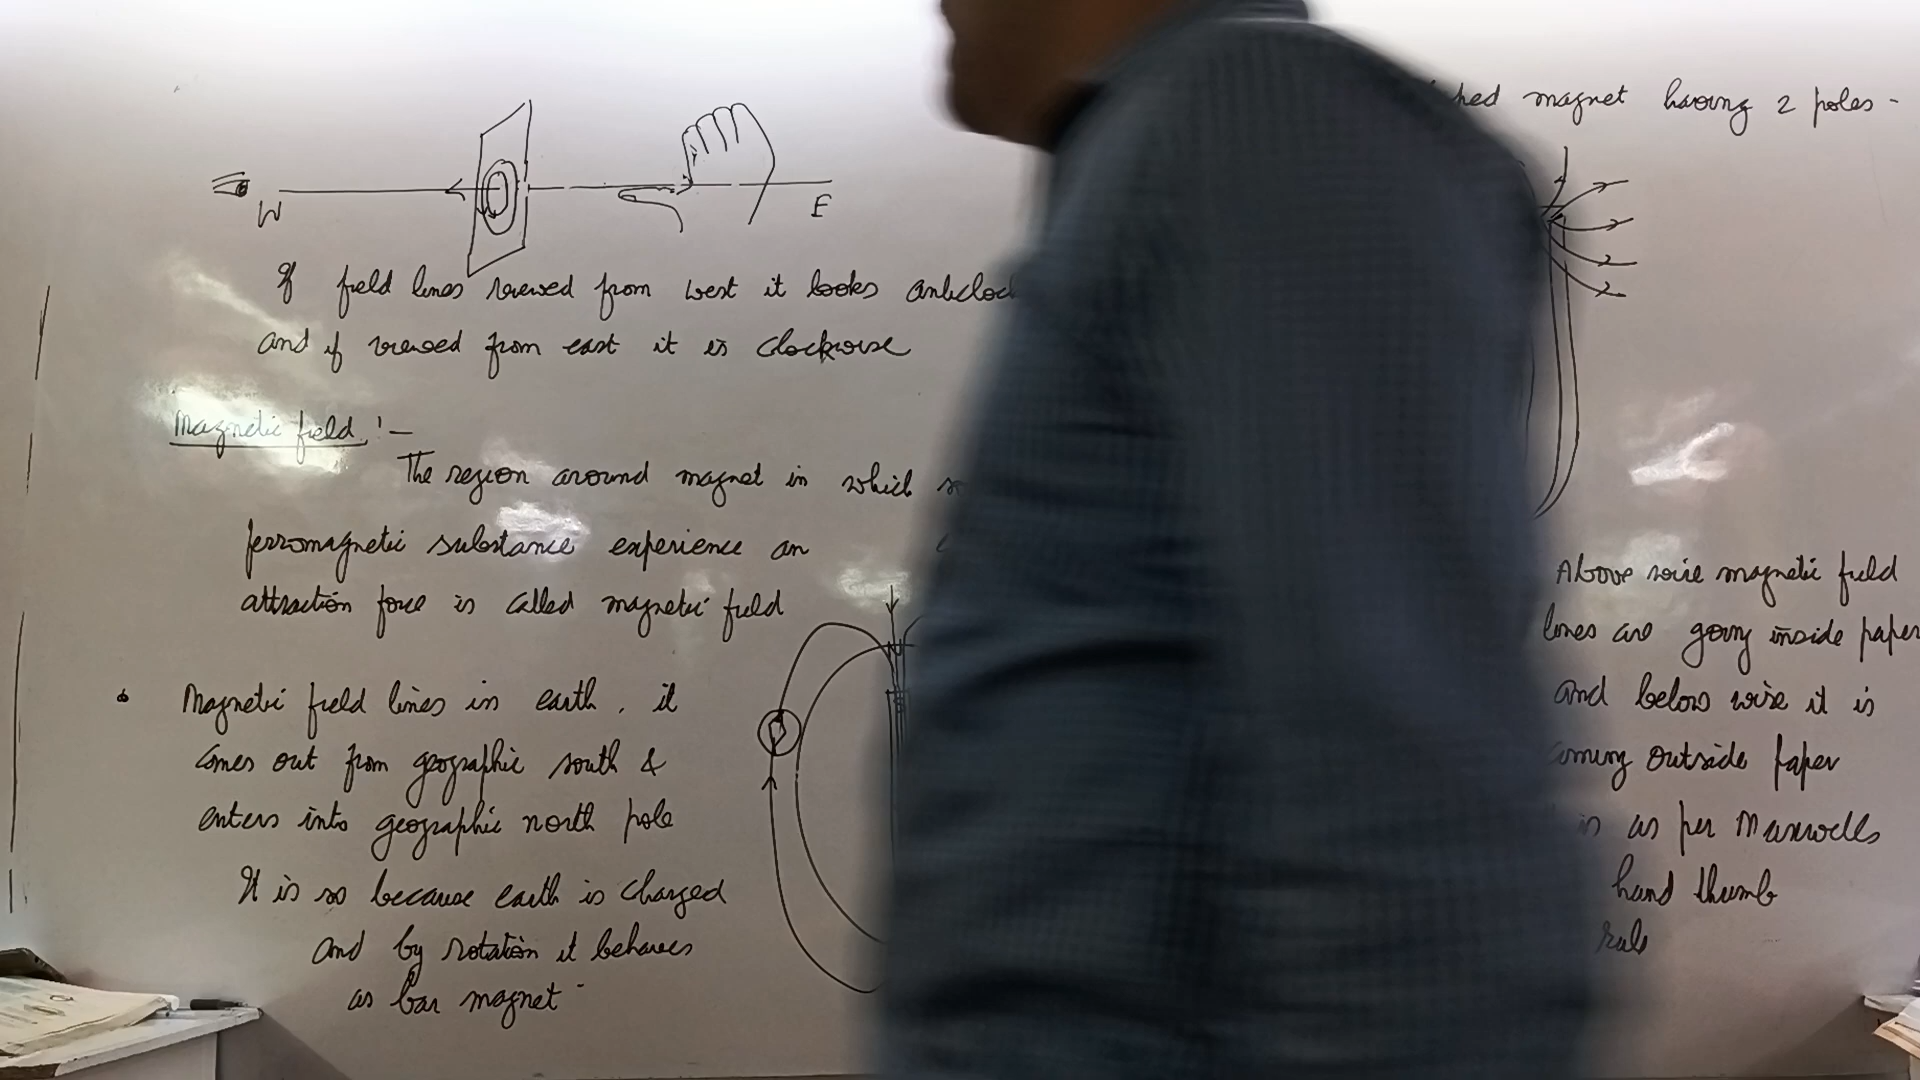 W
E
If field lines viewed from west it looks anticlock
and if viewed from east it is clockwise
Magnetic field :-
The region around magnet in which
ferromagnetic substance experience an
attraction force is called magnetic field
Magnetic field lines in earth, it
comes out from geographic south &
enters into geographic north pole
It is so because earth is charged
and by rotation it behaves
as bar magnet
magnet having 2 poles -
N
S
Above wire magnetic field
lines are going inside paper
and below wire it is
coming outside paper
as per Maxwells
hand thumb
rule